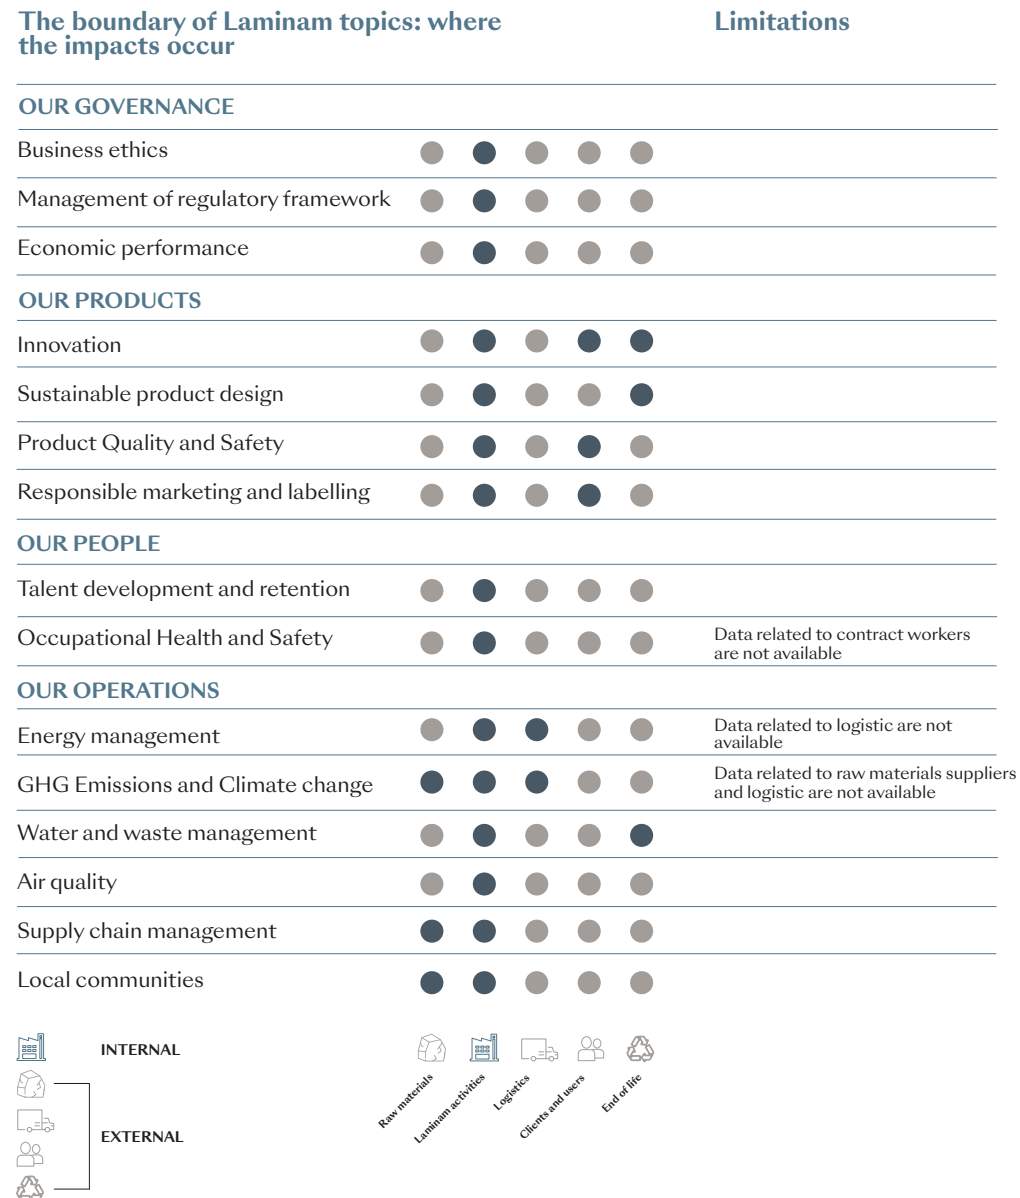 The boundary of Laminam topics: where
the impacts occur
Limitations
OUR GOVERNANCE
Business ethics
Management of regulatory framework
Economic performance
OUR PRODUCTS
Innovation
Sustainable product design
Product Quality and Safety
Responsible marketing and labelling
OUR PEOPLE
Talent development and retention
Occupational Health and Safety
Data related to contract workers
are not available
OUR OPERATIONS
Energy management
Data related to logistic are not
available
GHG Emissions and Climate change
Data related to raw materials suppliers
and logistic are not available
Water and waste management
Air quality
Supply chain management
Local communities
INTERNAL
EXTERNAL
Raw materials
Laminam activities
Logistics
Clients and users
End of life